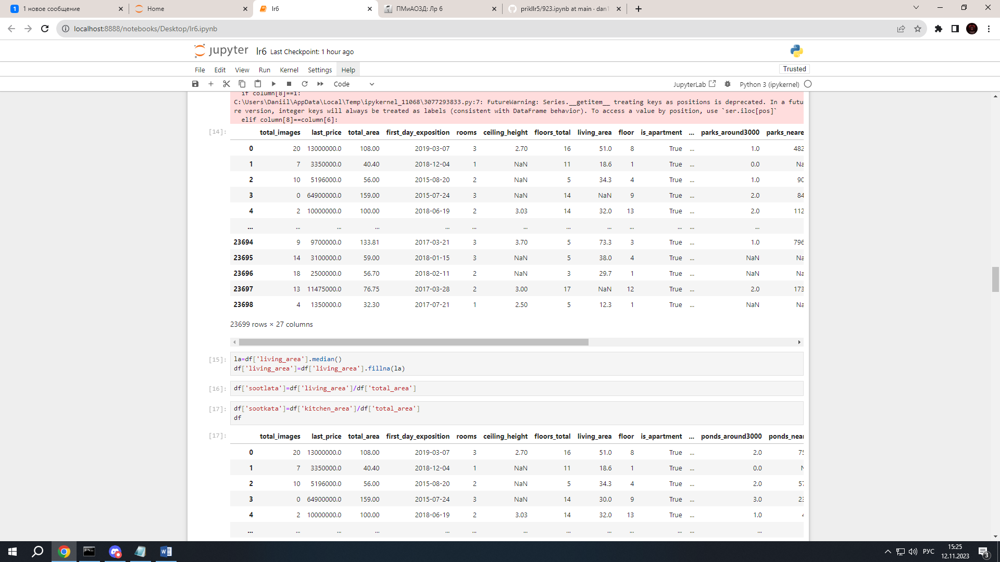 1 новое сообщение
Home
lr6
ПМиАОЗД: Лр 6
prikllr5/923.ipynb at main · dan1
localhost:8888/notebooks/Desktop/lr6.ipynb
jupyter lr6 Last Checkpoint: 1 hour ago
File Edit View Run Kernel Settings Help
Trusted
Code
JupyterLab
Python 3 (ipykernel)
if column[8]==1:
C:\Users\Daniil\AppData\Local\Temp\ipykernel_11068\3077293833.py:7: FutureWarning: Series.__getitem__ treating keys as positions is deprecated. In a futu
re version, integer keys will always be treated as labels (consistent with DataFrame behavior). To access a value by position, use `ser.iloc[pos]`
elif column[8]==column[6]:
[14]:
total_images last_price total_area first_day_exposition rooms ceiling_height floors_total living_area floor is_apartment ... parks_around3000 parks_neare
0 20 13000000.0 108.00 2019-03-07 3 2.70 16 51.0 8 True ... 1.0 482
1 7 3350000.0 40.40 2018-12-04 1 NaN 11 18.6 1 True ... 0.0 Na
2 10 5196000.0 56.00 2015-08-20 2 NaN 5 34.3 4 True ... 1.0 90
3 0 64900000.0 159.00 2015-07-24 3 NaN 14 NaN 9 True ... 2.0 84
4 2 10000000.0 100.00 2018-06-19 2 3.03 14 32.0 13 True ... 2.0 112
... ... ... ... ... ... ... ... ... ... ... ... ...
23694 9 9700000.0 133.81 2017-03-21 3 3.70 5 73.3 3 True ... 1.0 796
23695 14 3100000.0 59.00 2018-01-15 3 NaN 5 38.0 4 True ... NaN Na
23696 18 2500000.0 56.70 2018-02-11 2 NaN 3 29.7 1 True ... NaN Na
23697 13 11475000.0 76.75 2017-03-28 2 3.00 17 NaN 12 True ... 2.0 173
23698 4 1350000.0 32.30 2017-07-21 1 2.50 5 12.3 1 True ... NaN Na
23699 rows × 27 columns
[15]:
la=df['living_area'].median()
df['living_area']=df['living_area'].fillna(la)
[16]:
df['sootlata']=df['living_area']/df['total_area']
[17]:
df['sootkata']=df['kitchen_area']/df['total_area']
df
[17]:
total_images last_price total_area first_day_exposition rooms ceiling_height floors_total living_area floor is_apartment ... ponds_around3000 ponds_near
0 20 13000000.0 108.00 2019-03-07 3 2.70 16 51.0 8 True ... 2.0 75
1 7 3350000.0 40.40 2018-12-04 1 NaN 11 18.6 1 True ... 0.0 N
2 10 5196000.0 56.00 2015-08-20 2 NaN 5 34.3 4 True ... 2.0 57
3 0 64900000.0 159.00 2015-07-24 3 NaN 14 30.0 9 True ... 3.0 23
4 2 10000000.0 100.00 2018-06-19 2 3.03 14 32.0 13 True ... 1.0 4
... ... ... ... ... ... ... ... ... ... ... ... ...
РУС
15:25
12.11.2023
3